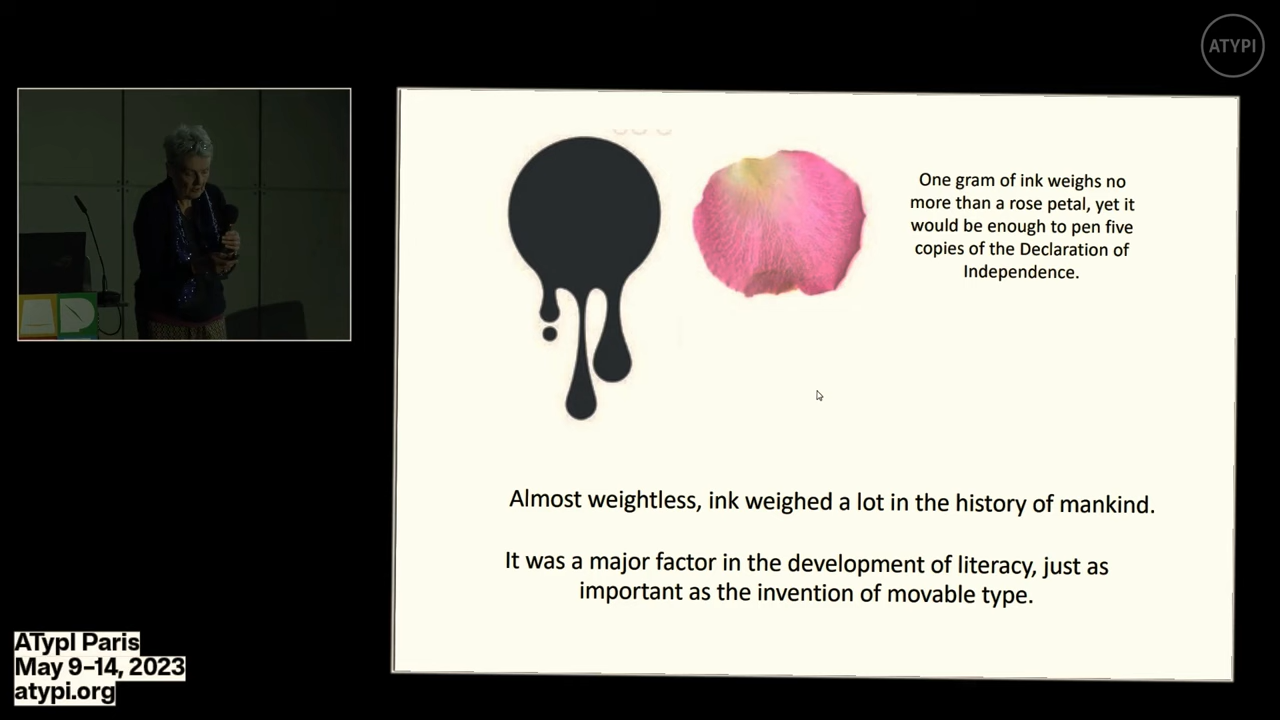 ATYPI
One gram of ink weighs no
more than a rose petal, yet it
would be enough to pen five
copies of the Declaration of
Independence.
Almost weightless, ink weighed a lot in the history of mankind.
It was a major factor in the development of literacy, just as
important as the invention of movable type.
ATypI Paris
May 9–14, 2023
atypi.org